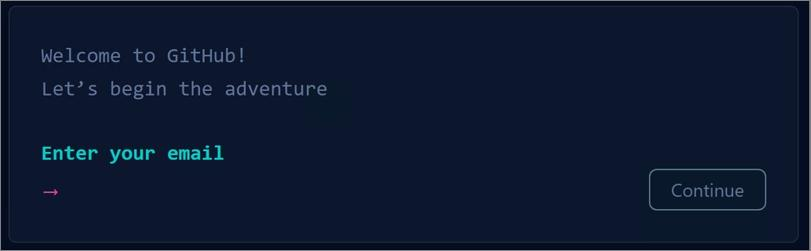 Welcome to GitHub!
Let’s begin the adventure
Enter your email
→
Continue